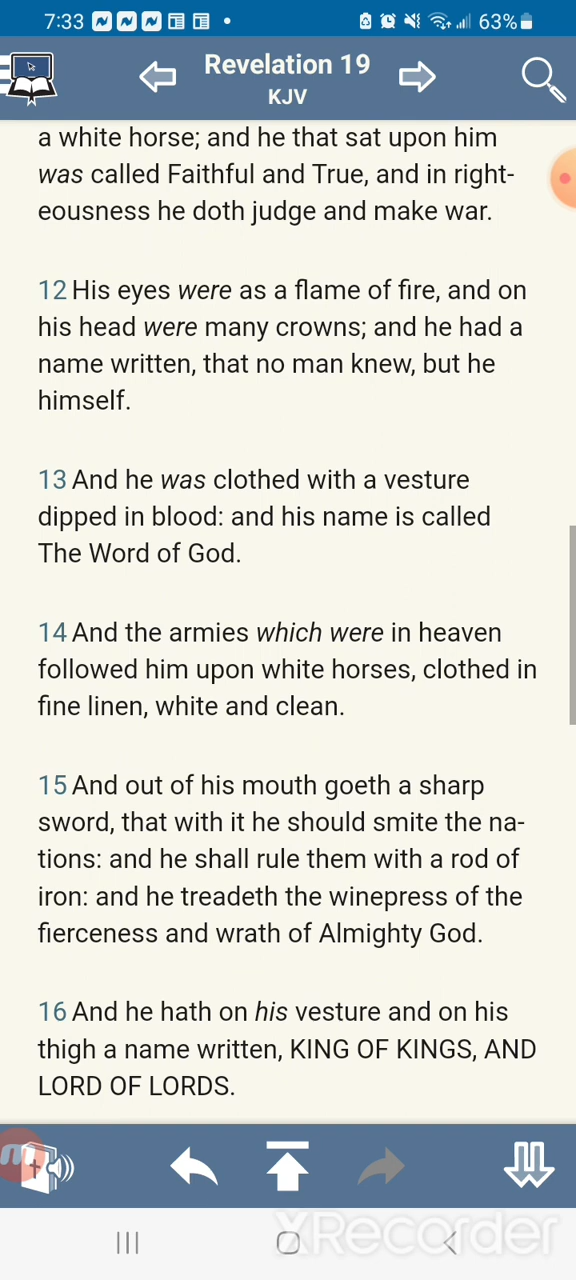 7:33 63%
Revelation 19
KJV
a white horse; and he that sat upon him
was called Faithful and True, and in right-
eousness he doth judge and make war.
12 His eyes were as a flame of fire, and on
his head were many crowns; and he had a
name written, that no man knew, but he
himself.
13 And he was clothed with a vesture
dipped in blood: and his name is called
The Word of God.
14 And the armies which were in heaven
followed him upon white horses, clothed in
fine linen, white and clean.
15 And out of his mouth goeth a sharp
sword, that with it he should smite the na-
tions: and he shall rule them with a rod of
iron: and he treadeth the winepress of the
fierceness and wrath of Almighty God.
16 And he hath on his vesture and on his
thigh a name written, KING OF KINGS, AND
LORD OF LORDS.
XRecorder